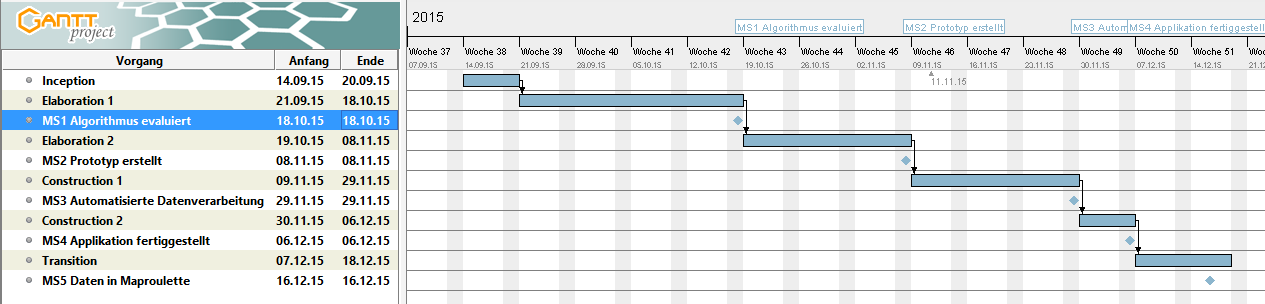 GANTT
project
Vorgang Anfang Ende
Inception 14.09.15 20.09.15
Elaboration 1 21.09.15 18.10.15
MS1 Algorithmus evaluiert 18.10.15 18.10.15
Elaboration 2 19.10.15 08.11.15
MS2 Prototyp erstellt 08.11.15 08.11.15
Construction 1 09.11.15 29.11.15
MS3 Automatisierte Datenverarbeitung 29.11.15 29.11.15
Construction 2 30.11.15 06.12.15
MS4 Applikation fertiggestellt 06.12.15 06.12.15
Transition 07.12.15 18.12.15
MS5 Daten in Maproulette 16.12.15 16.12.15
2015
MS1 Algorithmus evaluiert MS2 Prototyp erstellt MS3 Autom MS4 Applikation fertiggestell
Woche 37 Woche 38 Woche 39 Woche 40 Woche 41 Woche 42 Woche 43 Woche 44 Woche 45 Woche 46 Woche 47 Woche 48 Woche 49 Woche 50 Woche 51
07.09.15 14.09.15 21.09.15 28.09.15 05.10.15 12.10.15 19.10.15 26.10.15 02.11.15 09.11.15 16.11.15 23.11.15 30.11.15 07.12.15 14.12.15 21.12
11.11.15